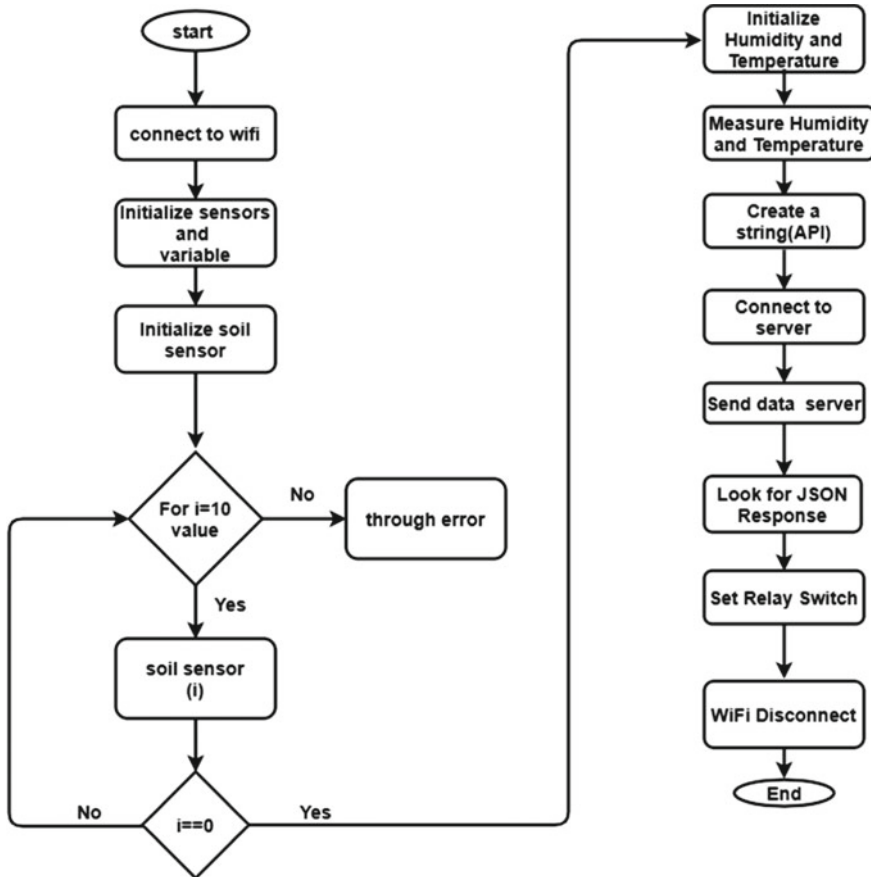 start
connect to wifi
Initialize sensors
and
variable
Initialize soil
sensor
For i=10
value
No
through error
Yes
soil sensor
(i)
i==0
No
Yes
Initialize
Humidity and
Temperature
Measure Humidity
and Temperature
Create a
string(API)
Connect to
server
Send data server
Look for JSON
Response
Set Relay Switch
WiFi Disconnect
End